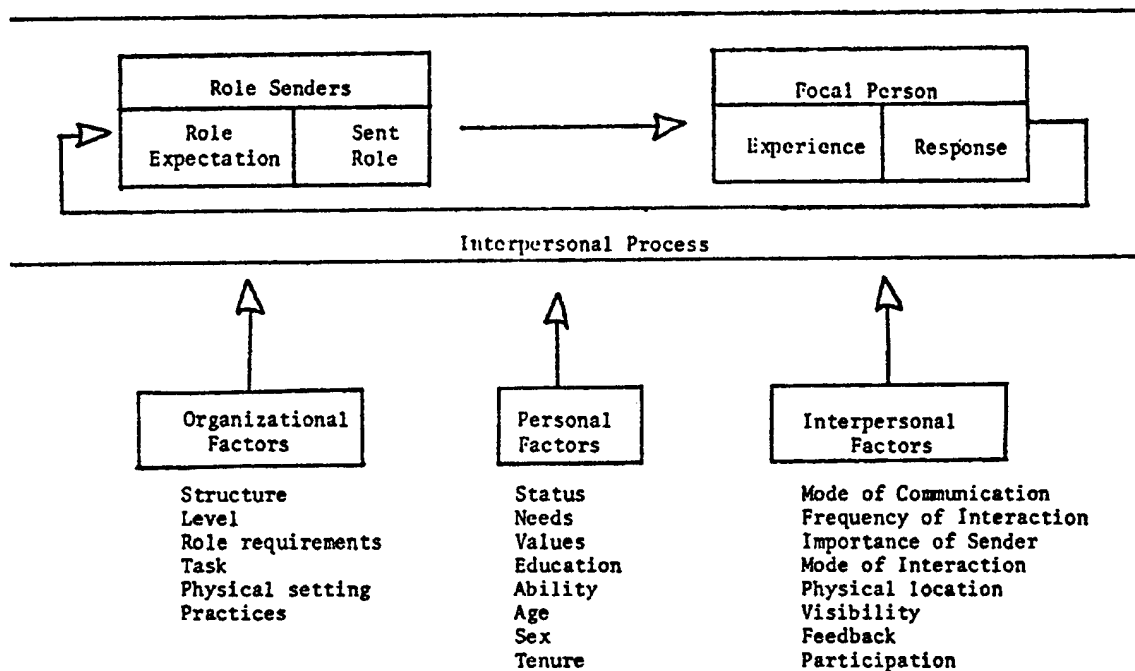 Role Senders
Role Expectation
Sent Role
Focal Person
Experience
Response
Interpersonal Process
Organizational
Factors
Structure
Level
Role requirements
Task
Physical setting
Practices
Personal
Factors
Status
Needs
Values
Education
Ability
Age
Sex
Tenure
Interpersonal
Factors
Mode of Communication
Frequency of Interaction
Importance of Sender
Mode of Interaction
Physical location
Visibility
Feedback
Participation